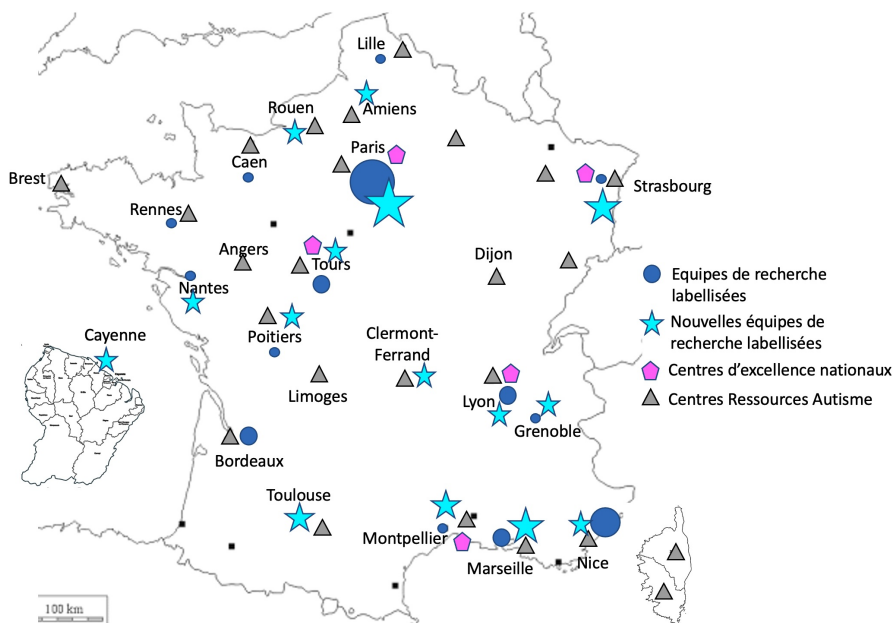 Lille
Amiens
Rouen
Paris
Caen
Brest
Strasbourg
Rennes
Angers
Tours
Dijon
Nantes
Equipes de recherche
labellisées
Nouvelles équipes de
recherche labellisées
Centres d'excellence nationaux
Centres Ressources Autisme
Cayenne
Poitiers
Clermont-
Ferrand
Limoges
Lyon
Grenoble
Bordeaux
Toulouse
Montpellier
Marseille
Nice
100 km